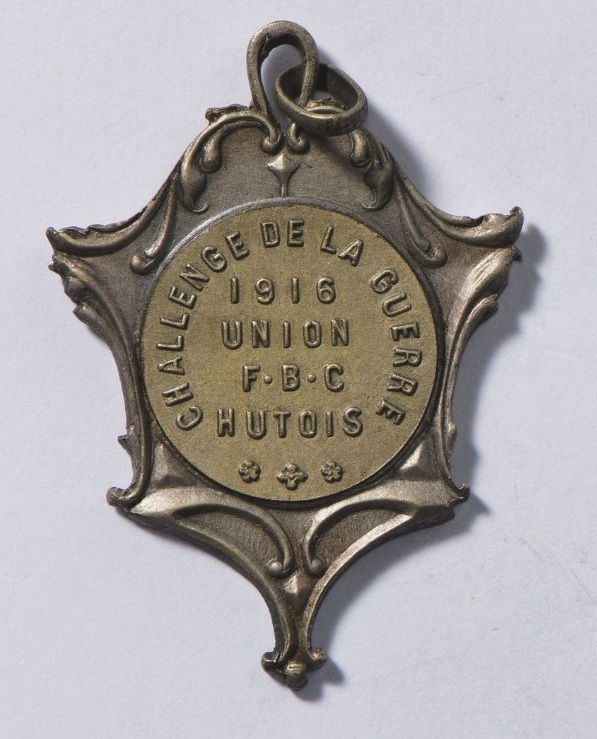 CHALLENGE DE LA GUERRE
1916
UNION
F·B·C
HUTOIS